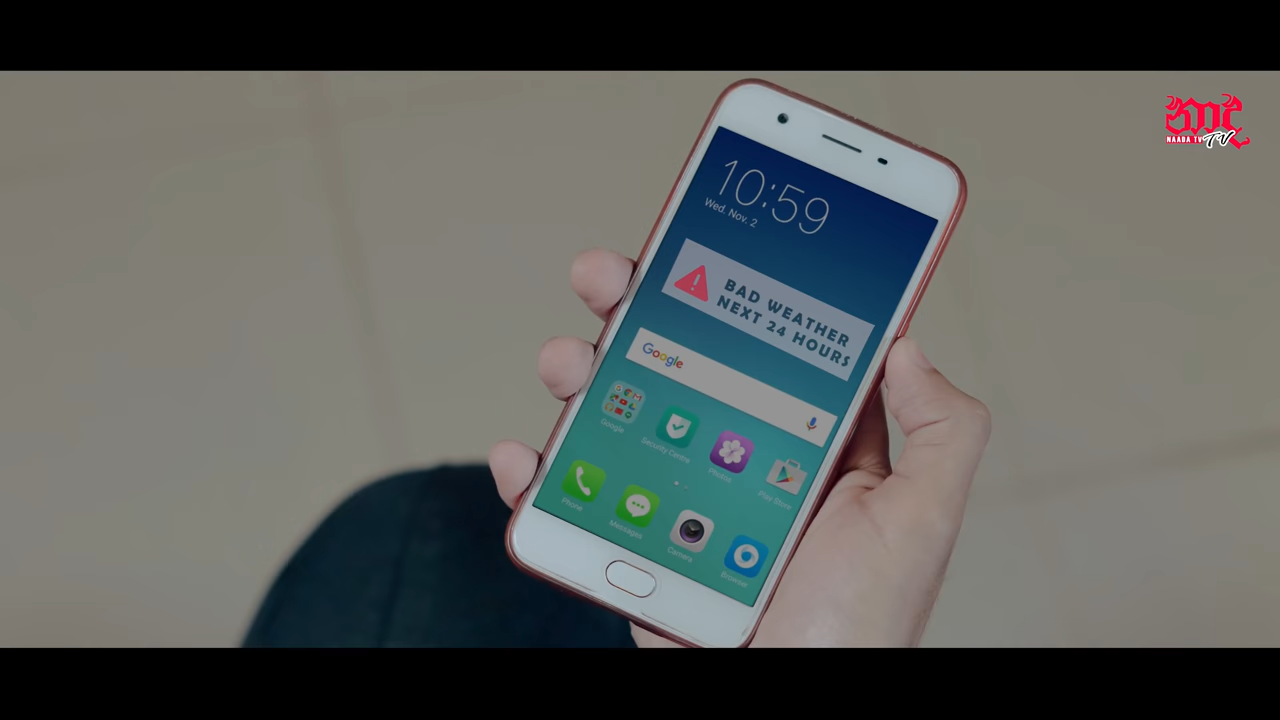 නාද
NAADA TV
TV
10:59
Wed. Nov. 2
BAD WEATHER
NEXT 24 HOURS
Google
Google
Security Centre
Photos
Play Store
Phone
Messages
Camera
Browser